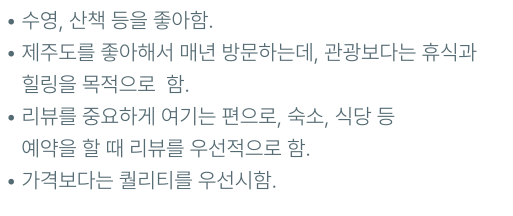 • 수영, 산책 등을 좋아함.
• 제주도를 좋아해서 매년 방문하는데, 관광보다는 휴식과
힐링을 목적으로  함.
• 리뷰를 중요하게 여기는 편으로, 숙소, 식당 등
예약을 할 때 리뷰를 우선적으로 함.
• 가격보다는 퀄리티를 우선시함.